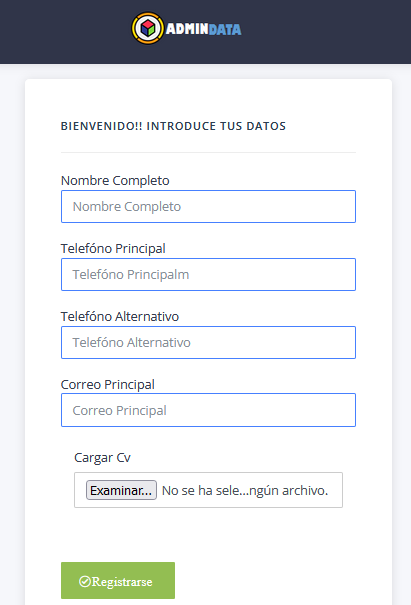 ADMINDATA
BIENVENIDO!! INTRODUCE TUS DATOS
Nombre Completo
Nombre Completo
Telefóno Principal
Telefóno Principalm
Telefóno Alternativo
Telefóno Alternativo
Correo Principal
Correo Principal
Cargar Cv
Examinar... No se ha sele...ngún archivo.
Registrarse